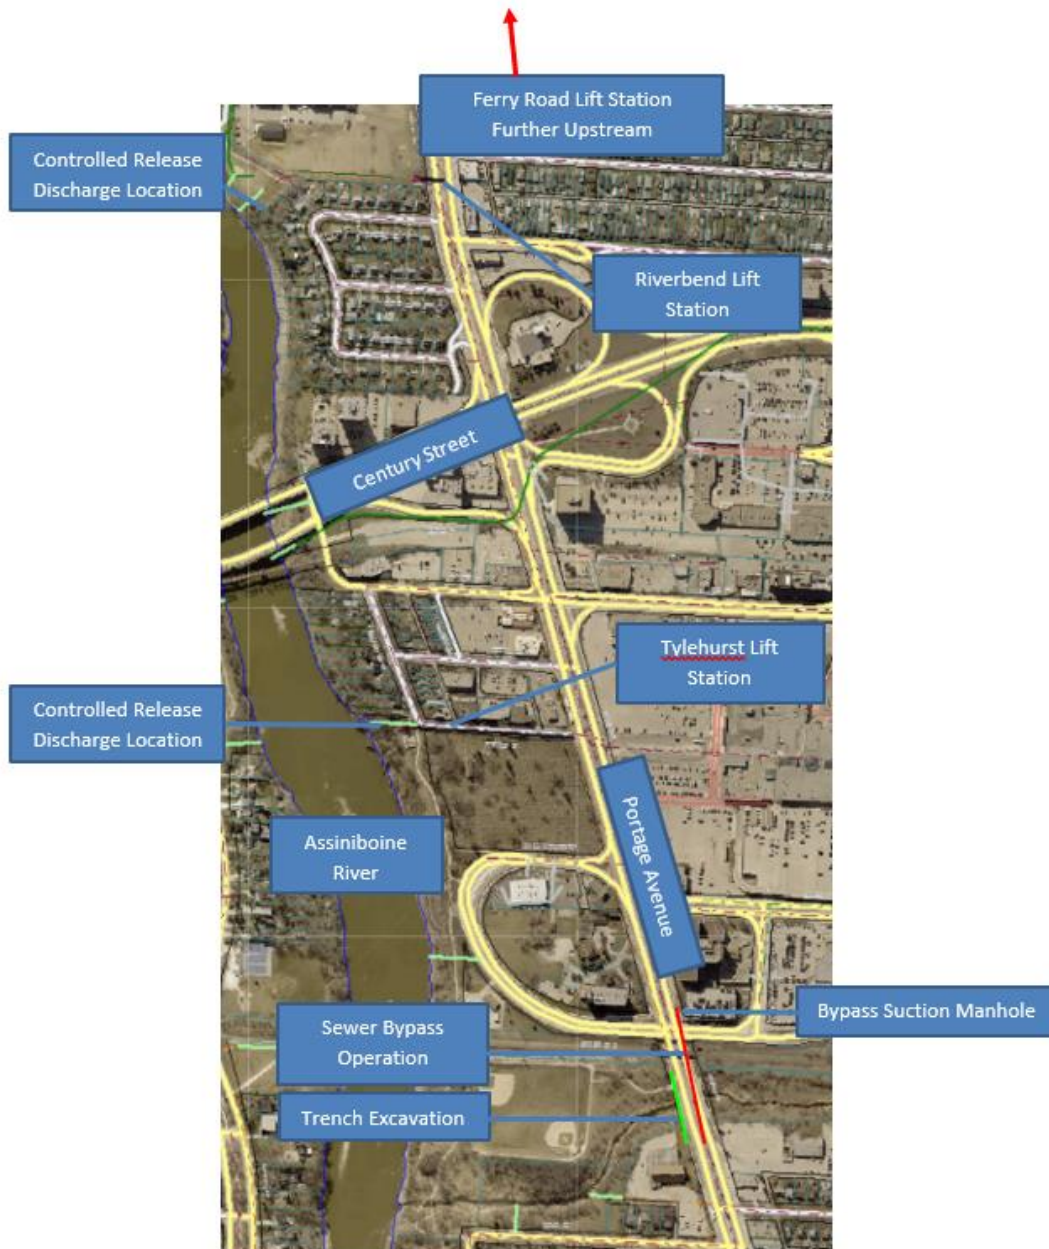 Ferry Road Lift Station
Further Upstream
Controlled Release
Discharge Location
Riverbend Lift
Station
Century Street
Tylehurst Lift
Station
Controlled Release
Discharge Location
Portage Avenue
Assiniboine
River
Bypass Suction Manhole
Sewer Bypass
Operation
Trench Excavation